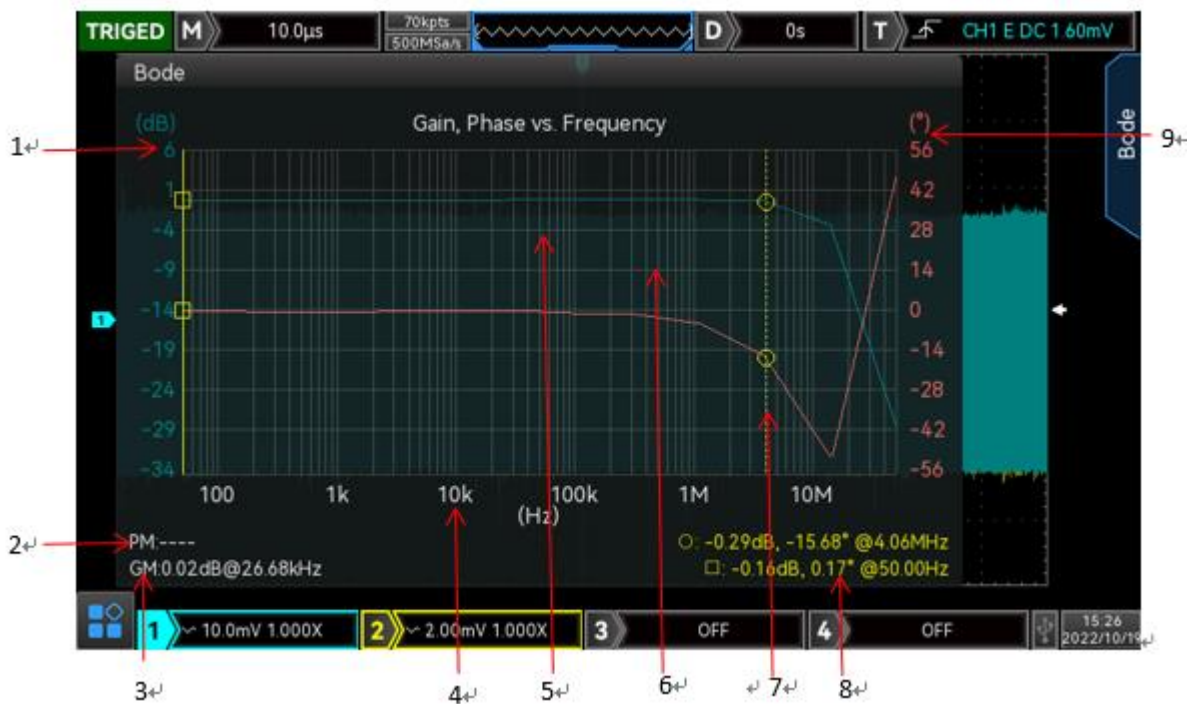 TRIGED M 10.0μs 70kpts 500MSa/s D 0s T CH1 E DC 1.60mV
Bode
Bode
(dB) Gain, Phase vs. Frequency (°)
1↵ 9↵
6 56
1 42
-4 28
-9 14
-14 0
1
-19 -14
-24 -28
-29 -42
-34 -56
100 1k 10k 100k 1M 10M
(Hz)
2↵ PM:---- O: -0.29dB, -15.68° @4.06MHz
GM:0.02dB@26.68kHz □: -0.16dB, 0.17° @50.00Hz
1 10.0mV 1.000X 2 2.00mV 1.000X 3 OFF 4 OFF 15:26
2022/10/19↵
3↵ 4↵ 5↵ 6↵ ↵ 7↵ 8↵